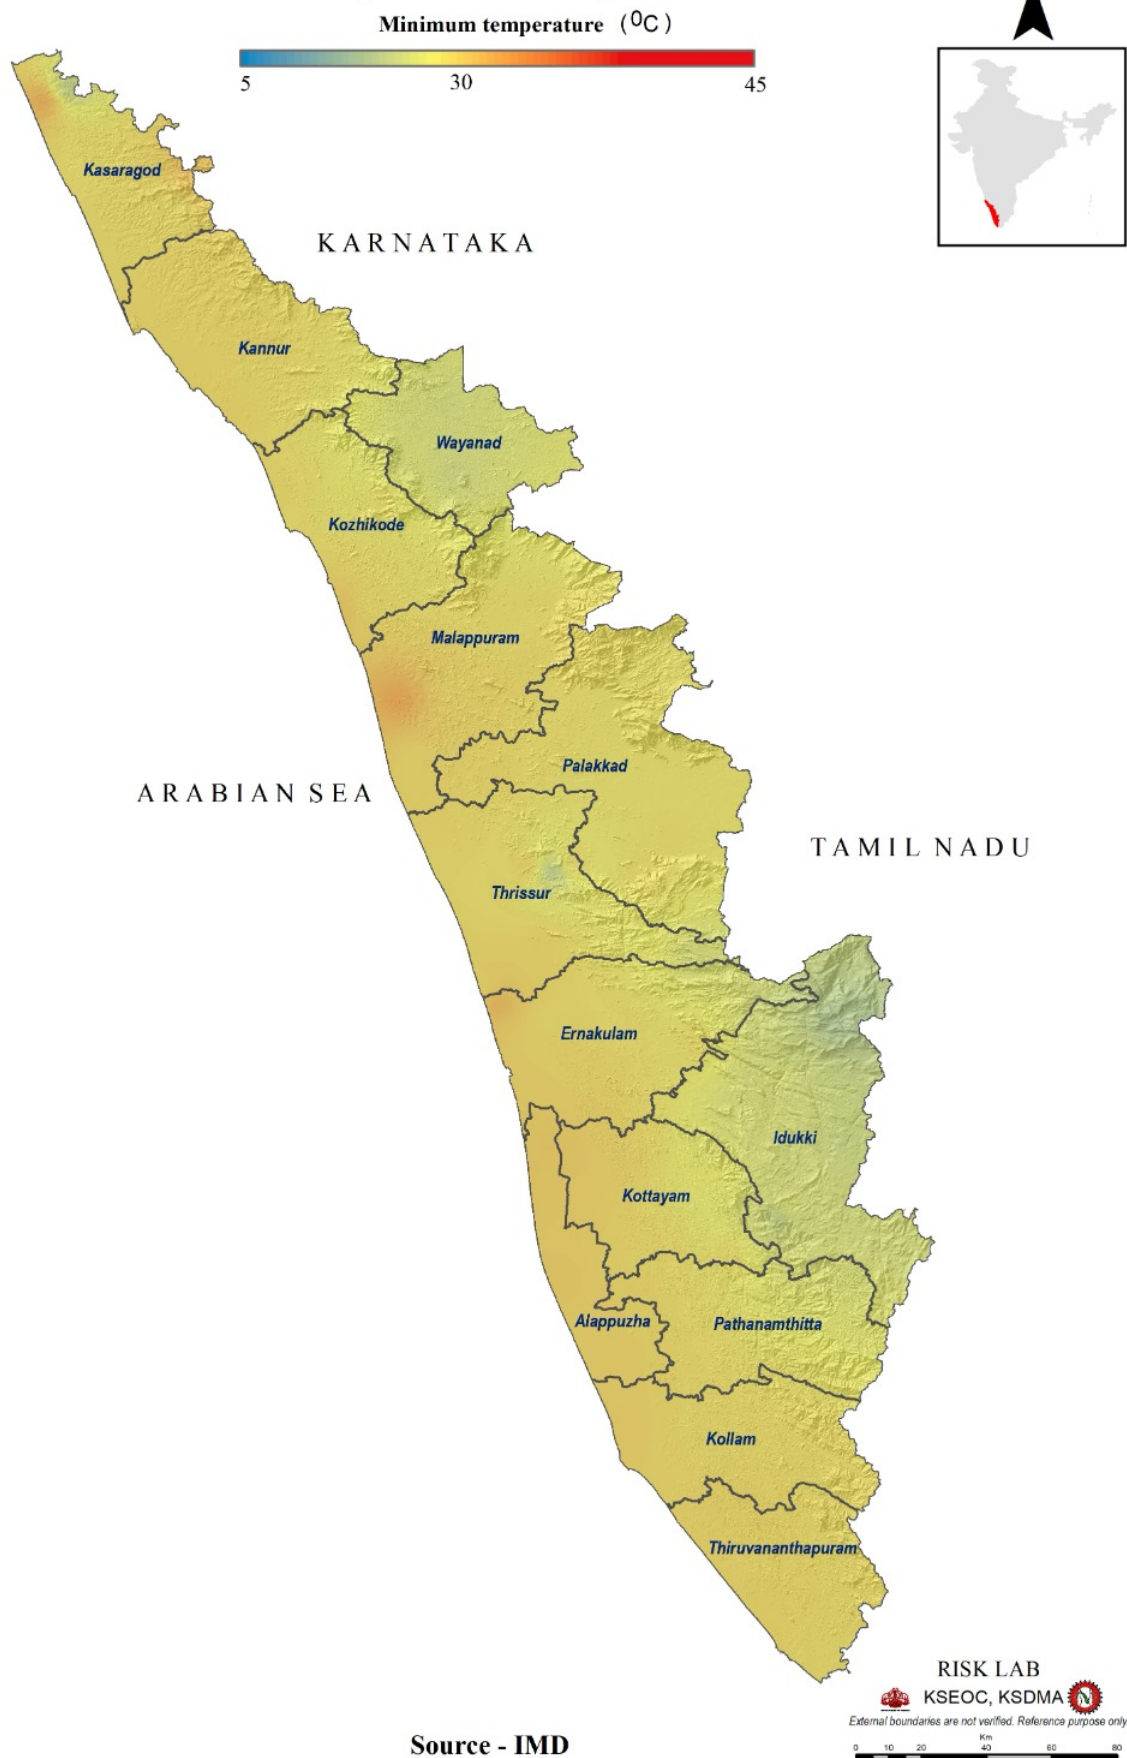 Minimum temperature (⁰C)
5 30 45
Kasaragod
KARNATAKA
Kannur
Wayanad
Kozhikode
Malappuram
Palakkad
ARABIAN SEA
TAMIL NADU
Thrissur
Ernakulam
Idukki
Kottayam
Alappuzha
Pathanamthitta
Kollam
Thiruvananthapuram
RISK LAB
KSEOC, KSDMA
External boundaries are not verified. Reference purpose only
Km
0 10 20 40 60 80
Source - IMD